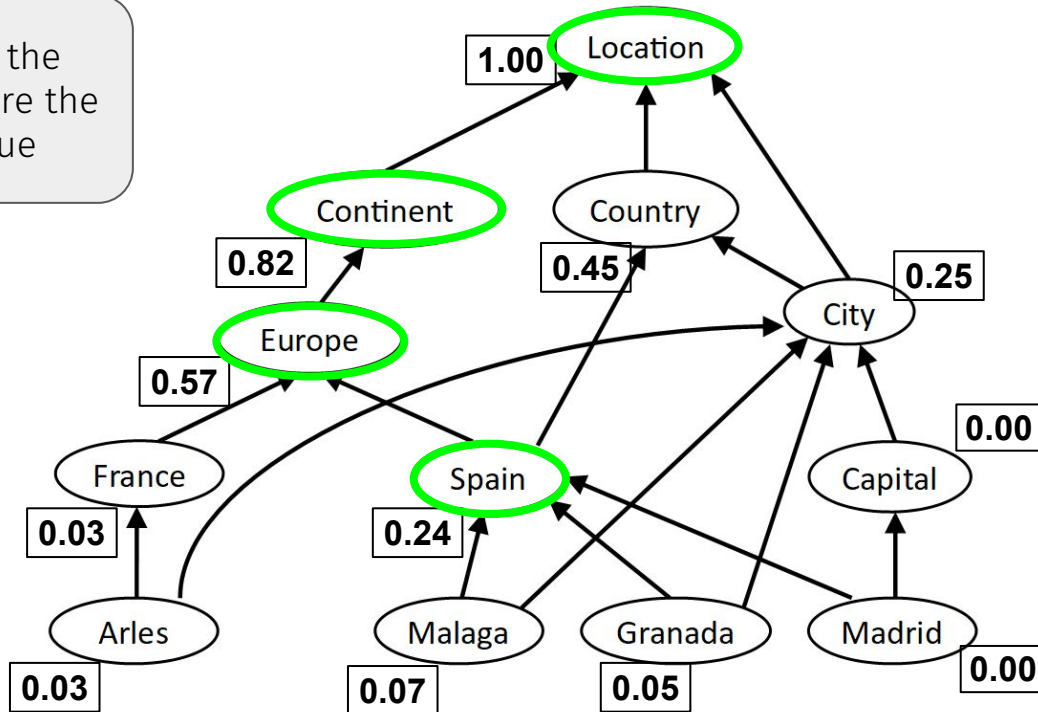 the
re the
ue
Location
1.00
Continent
Country
0.82
0.45
0.25
City
Europe
0.57
0.00
France
Spain
Capital
0.03
0.24
Arles
Malaga
Granada
Madrid
0.03
0.07
0.05
0.00